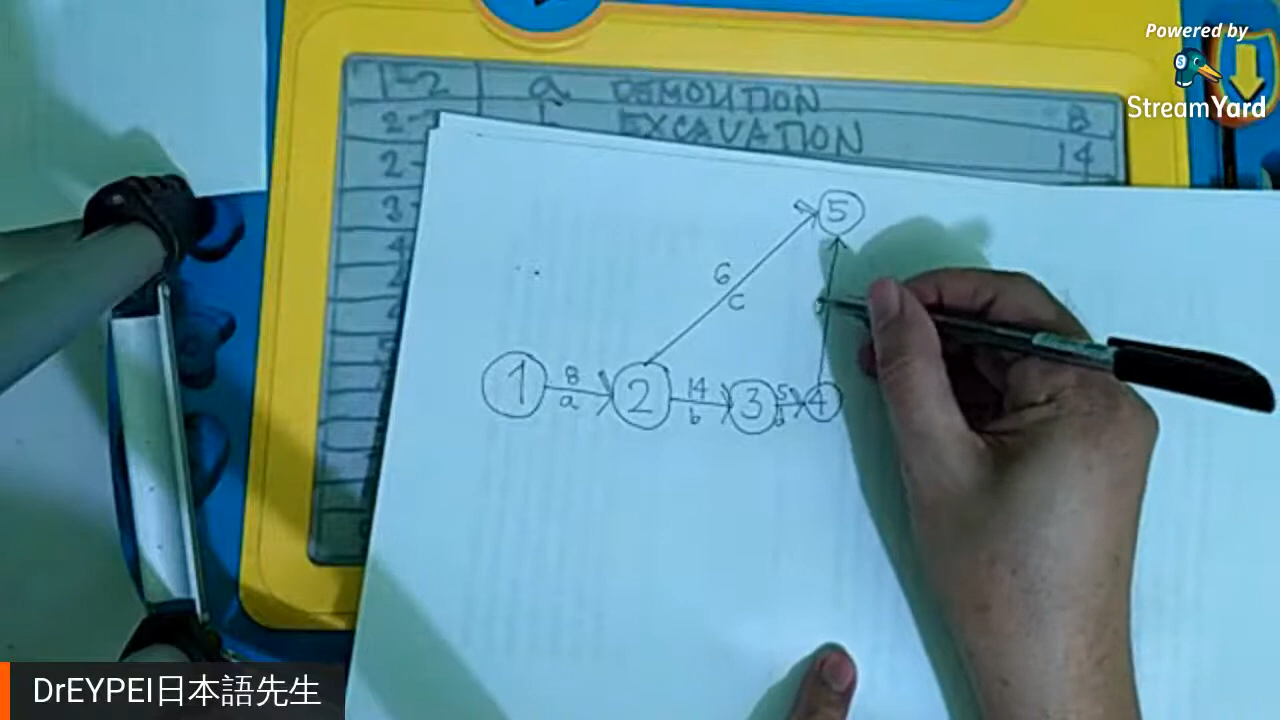 Powered by
StreamYard
1-2 a DEMOLITION 8
2- b EXCAVATION 14
2-
3-
4
5
6
C
1 8 a 2 14 b 3 5 4
DrEYPEI日本語先生